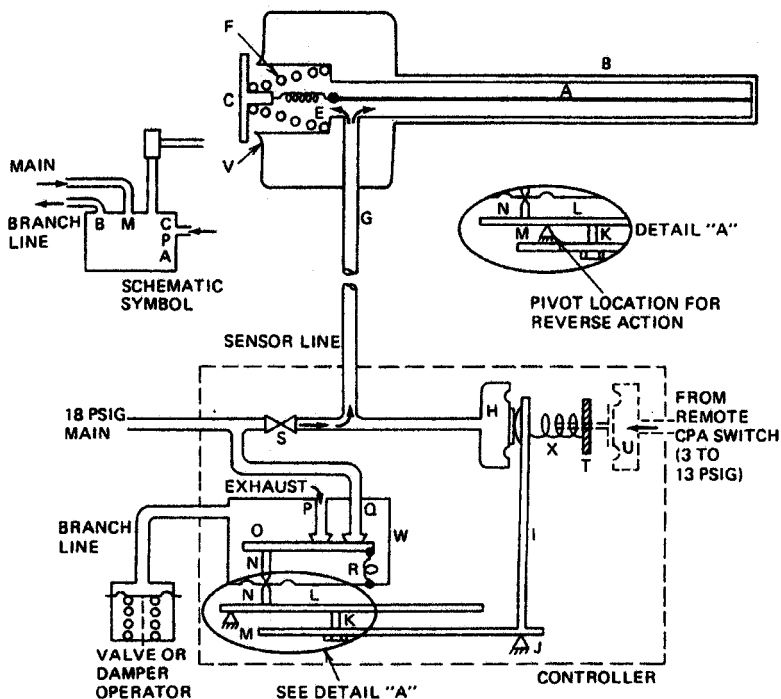 F
B
A
C
E
V
G
MAIN
BRANCH
LINE
B M C
P
A
SCHEMATIC
SYMBOL
N L
M K
DETAIL "A"
PIVOT LOCATION FOR
REVERSE ACTION
SENSOR LINE
18 PSIG
MAIN
S
H
X
T
U
FROM
REMOTE
CPA SWITCH
(3 TO
13 PSIG)
EXHAUST
P Q
W
O
BRANCH
LINE
N
R
I
N L
M K
J
VALVE OR
DAMPER
OPERATOR
SEE DETAIL "A"
CONTROLLER